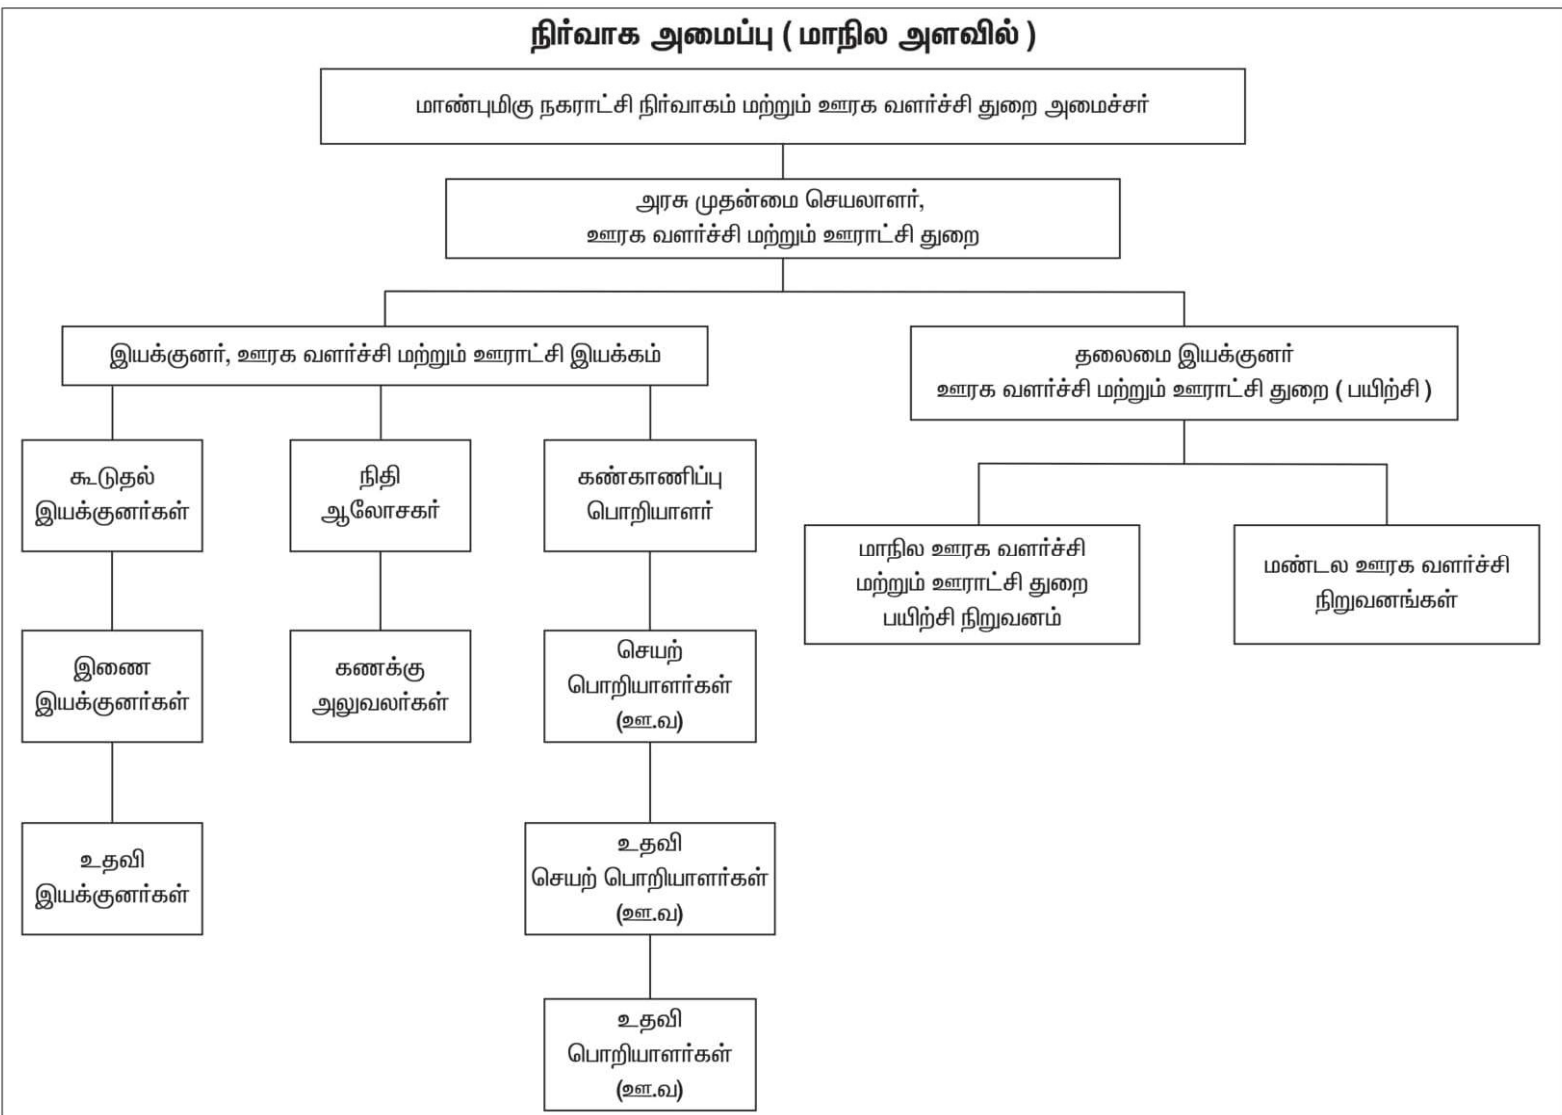 நிர்வாக அமைப்பு ( மாநில அளவில் )
மாண்புமிகு நகராட்சி நிர்வாகம் மற்றும் ஊரக வளர்ச்சி துறை அமைச்சர்
அரசு முதன்மை செயலாளர்,
ஊரக வளர்ச்சி மற்றும் ஊராட்சி துறை
இயக்குனர், ஊரக வளர்ச்சி மற்றும் ஊராட்சி இயக்கம்
கூடுதல்
இயக்குனர்கள்
இணை
இயக்குனர்கள்
உதவி
இயக்குனர்கள்
நிதி
ஆலோசகர்
கணக்கு
அலுவலர்கள்
கண்காணிப்பு
பொறியாளர்
செயற்
பொறியாளர்கள்
(ஊ.வ)
உதவி
செயற் பொறியாளர்கள்
(ஊ.வ)
உதவி
பொறியாளர்கள்
(ஊ.வ)
தலைமை இயக்குனர்
ஊரக வளர்ச்சி மற்றும் ஊராட்சி துறை ( பயிற்சி )
மாநில ஊரக வளர்ச்சி
மற்றும் ஊராட்சி துறை
பயிற்சி நிறுவனம்
மண்டல ஊரக வளர்ச்சி
நிறுவனங்கள்